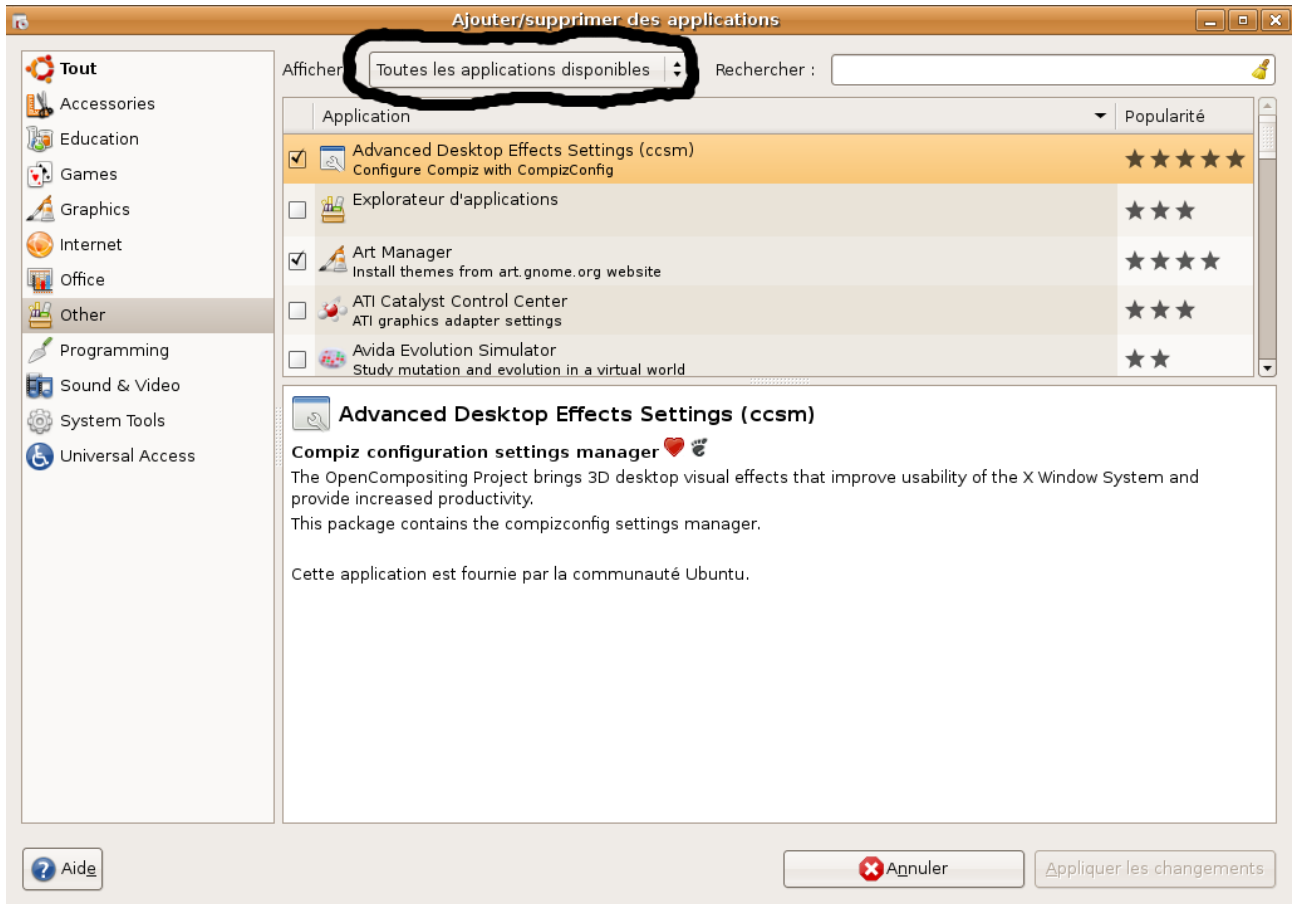 Ajouter/supprimer des applications
Tout
Accessories
Education
Games
Graphics
Internet
Office
Other
Programming
Sound & Video
System Tools
Universal Access
Afficher Toutes les applications disponibles Rechercher :
Application Popularité
Advanced Desktop Effects Settings (ccsm)
Configure Compiz with CompizConfig
Explorateur d'applications
Art Manager
Install themes from art.gnome.org website
ATI Catalyst Control Center
ATI graphics adapter settings
Avida Evolution Simulator
Study mutation and evolution in a virtual world
Advanced Desktop Effects Settings (ccsm)
Compiz configuration settings manager
The OpenCompositing Project brings 3D desktop visual effects that improve usability of the X Window System and
provide increased productivity.
This package contains the compizconfig settings manager.
Cette application est fournie par la communauté Ubuntu.
Aide Annuler Appliquer les changements